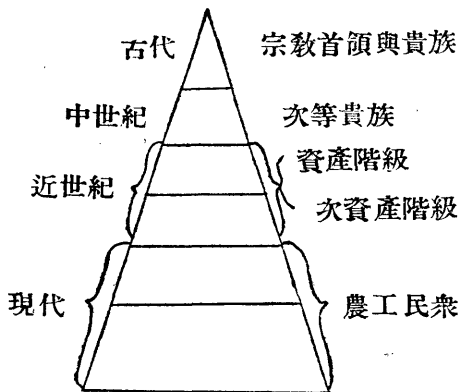 古代 宗教首領與貴族
中世紀 次等貴族
資產階級
近世紀
次資產階級
現代 農工民衆